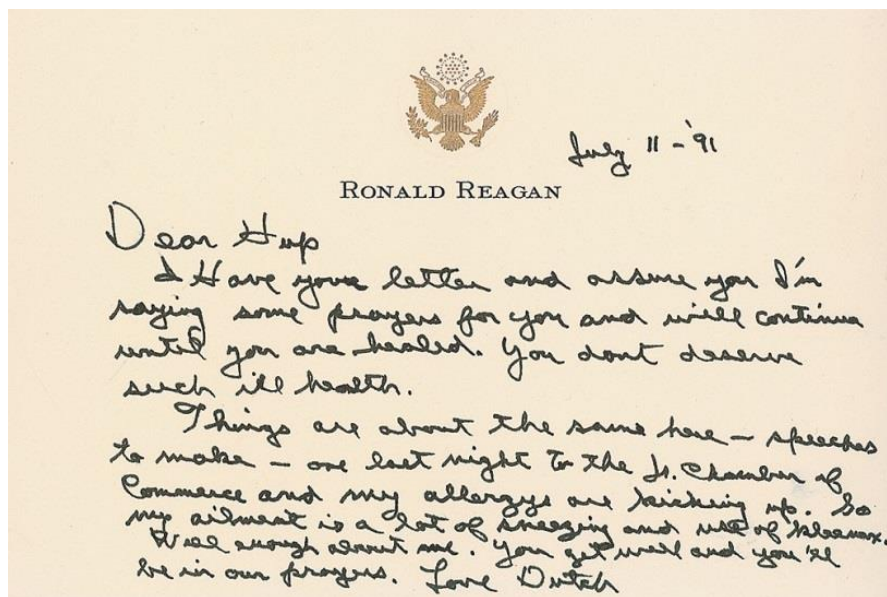 July 11 - '91
RONALD REAGAN
Dear Hup
I Have your letter and assure you I'm
saying some prayers for you and will continue
until you are healed. You dont deserve
such ill health.
Things are about the same here – speeches
to make – one last night to the Jr. Chamber of
Commerce and my allergys are kicking up. So
my ailment is a lot of sneezing and use of kleenex.
Well enough about me. You get well and you'll
be in our prayers. Love Dutch